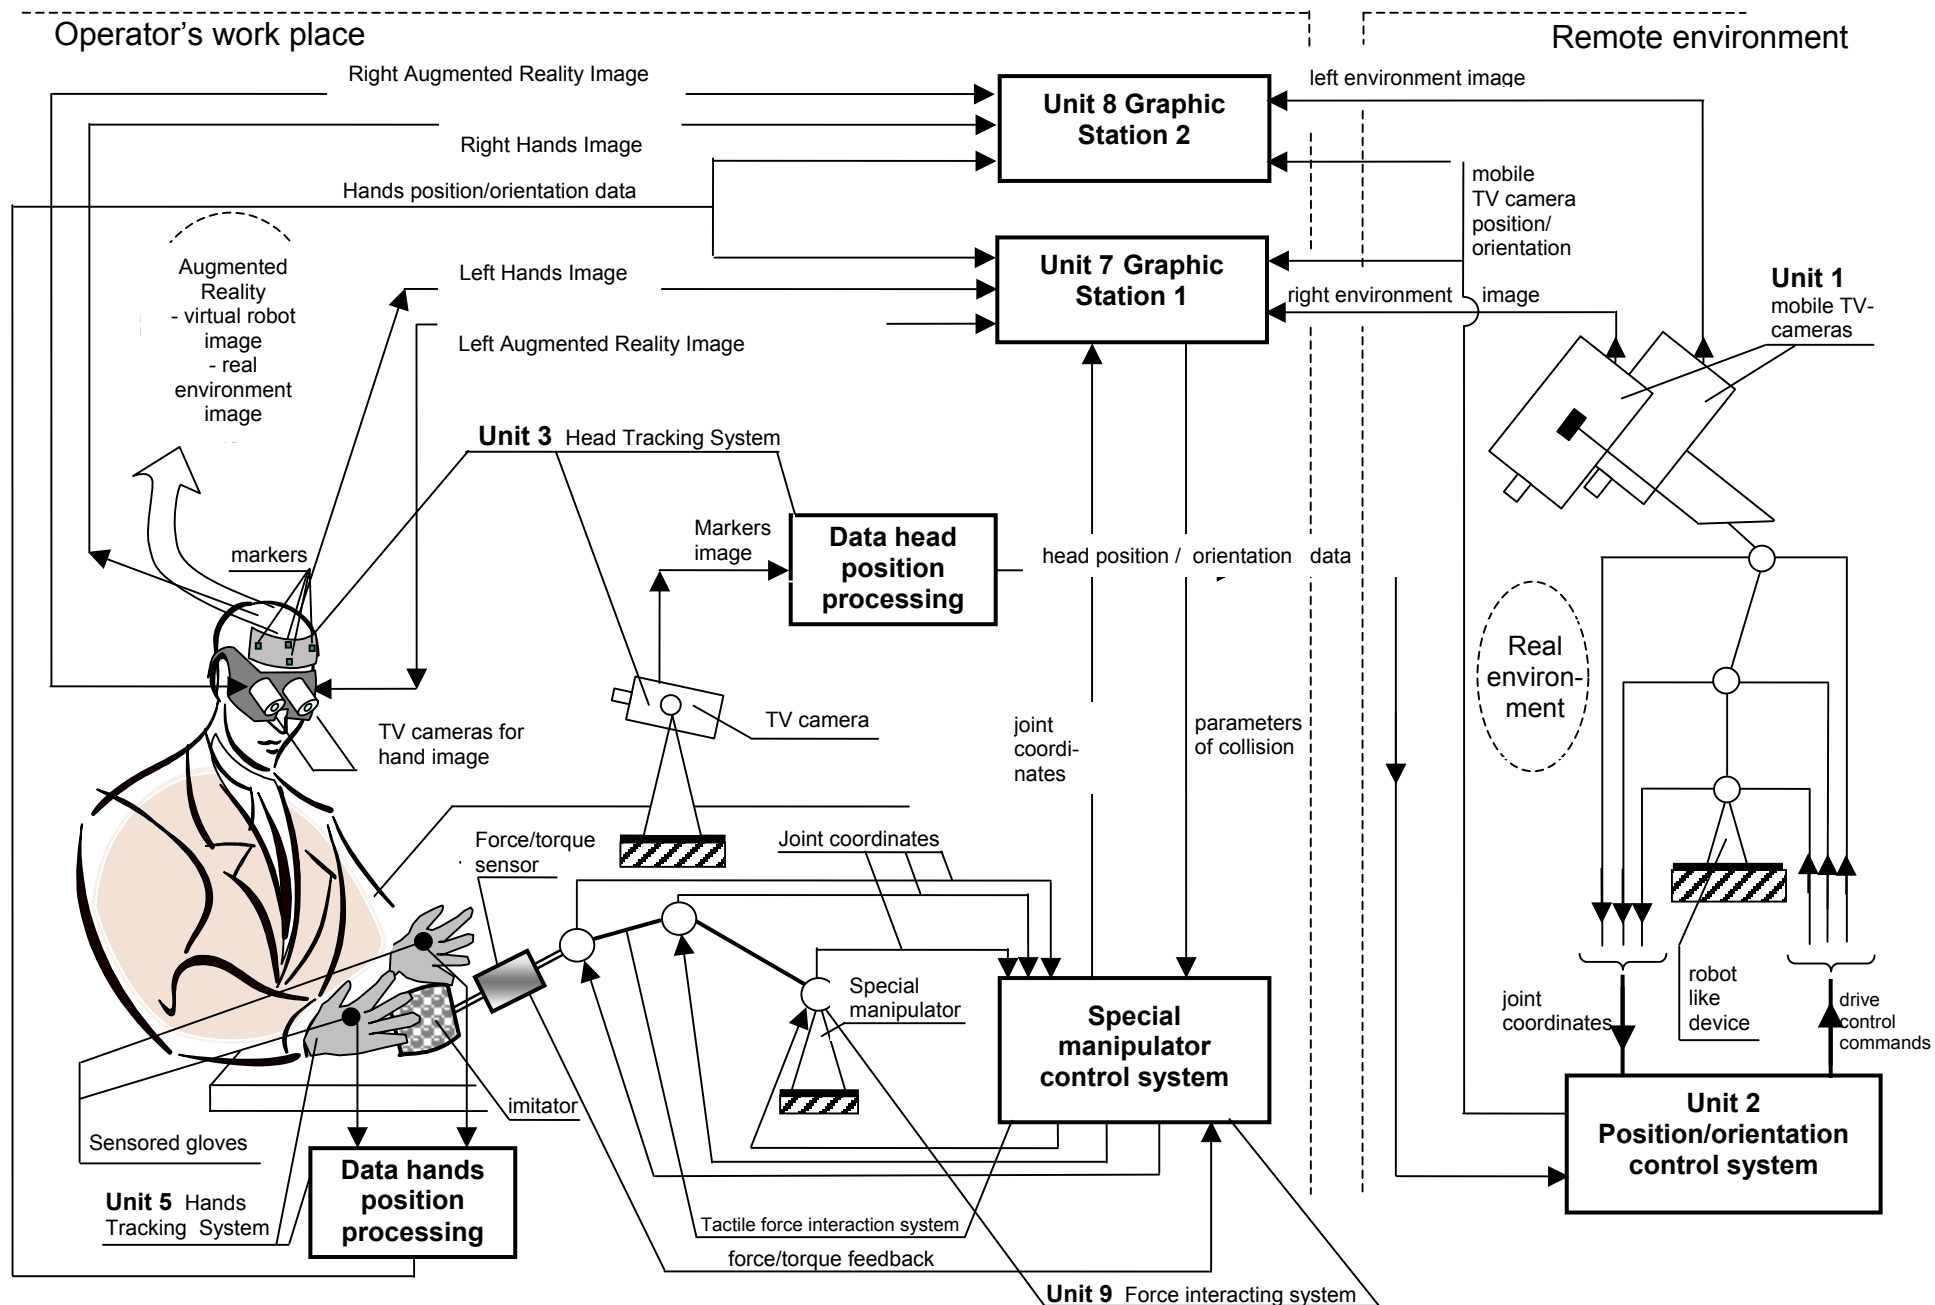 Operator's work place
Remote environment
Right Augmented Reality Image
left environment image
Unit 8 Graphic
Station 2
Right Hands Image
Hands position/orientation data
mobile
TV camera
position/
orientation
Augmented
Reality
- virtual robot
image
- real
environment
image
Left Hands Image
Unit 7 Graphic
Station 1
right environment image
Unit 1
mobile TV-
cameras
Left Augmented Reality Image
Unit 3 Head Tracking System
Markers
image
Data head
position
processing
head position / orientation data
markers
Real
environ-
ment
TV cameras for
hand image
TV camera
joint
coordi-
nates
parameters
of collision
Force/torque
sensor
Joint coordinates
Special
manipulator
Special
manipulator
control system
joint
coordinates
robot
like
device
drive
control
commands
imitator
Unit 2
Position/orientation
control system
Sensored gloves
Data hands
position
processing
Unit 5 Hands
Tracking System
Tactile force interaction system
force/torque feedback
Unit 9 Force interacting system